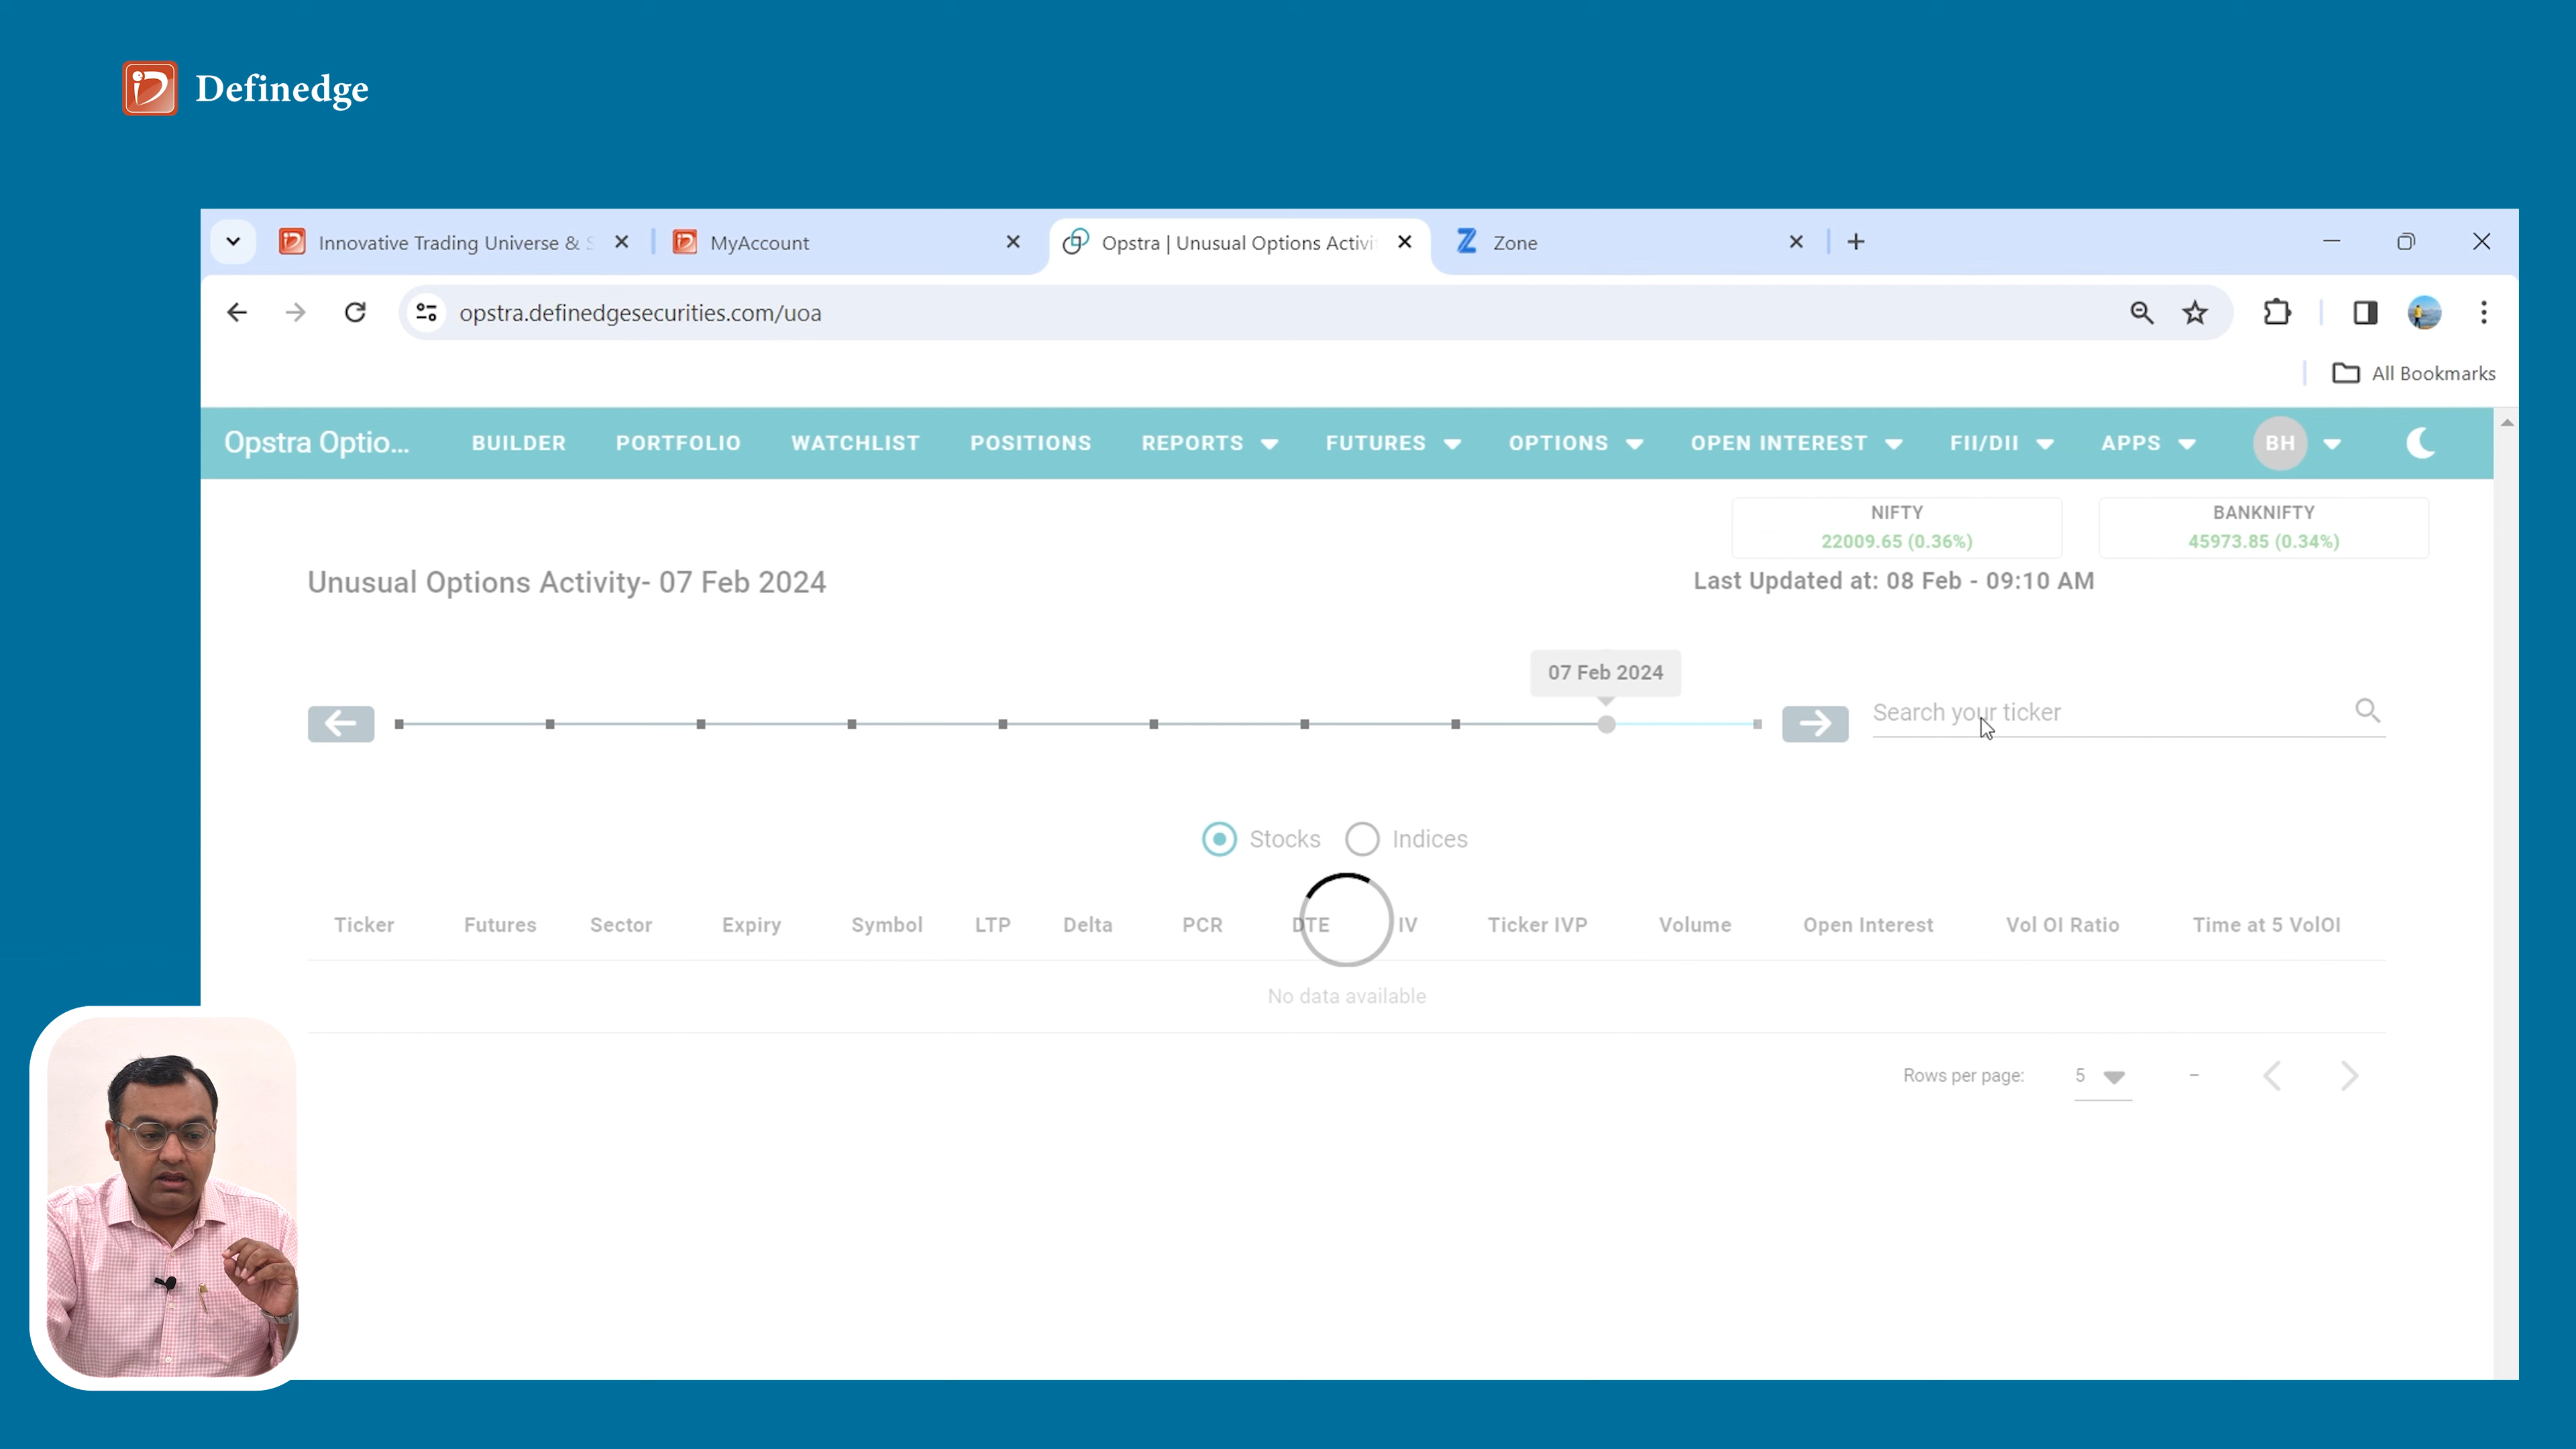 Definedge
Innovative Trading Universe & S
MyAccount
Opstra | Unusual Options Activi
Zone
opstra.definedgesecurities.com/uoa
All Bookmarks
Opstra Optio...
BUILDER
PORTFOLIO
WATCHLIST
POSITIONS
REPORTS
FUTURES
OPTIONS
OPEN INTEREST
FII/DII
APPS
BH
NIFTY
22009.65 (0.36%)
BANKNIFTY
45973.85 (0.34%)
Unusual Options Activity- 07 Feb 2024
Last Updated at: 08 Feb - 09:10 AM
07 Feb 2024
Search your ticker
Stocks
Indices
Ticker
Futures
Sector
Expiry
Symbol
LTP
Delta
PCR
DTE
IV
Ticker IVP
Volume
Open Interest
Vol OI Ratio
Time at 5 VolOI
No data available
Rows per page:
5
–